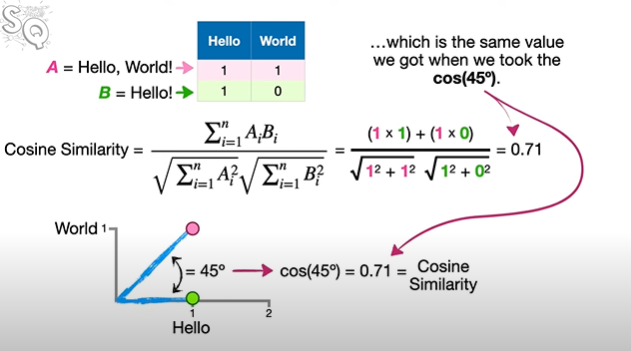 SQ
Hello World
A = Hello, World! 1 1
B = Hello! 1 0
...which is the same value
we got when we took the
cos(45º).
Cosine Similarity = ∑ⁿᵢ₌₁ AᵢBᵢ / √(∑ⁿᵢ₌₁ Aᵢ²) √(∑ⁿᵢ₌₁ Bᵢ²) = (1 x 1) + (1 x 0) / √(1² + 1²) √(1² + 0²) = 0.71
World 1
= 45º cos(45º) = 0.71 = Cosine
Similarity
1 2
Hello